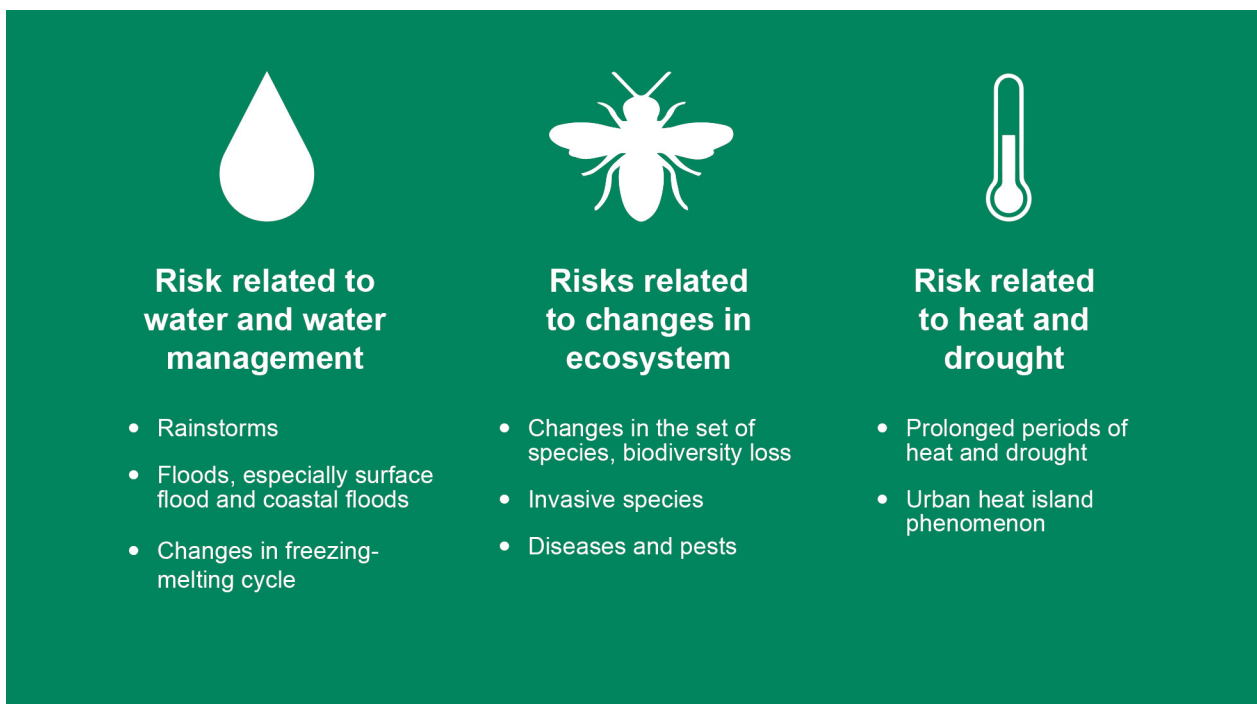 Risk related to
water and water
management
• Rainstorms
• Floods, especially surface
flood and coastal floods
• Changes in freezing-
melting cycle
Risks related
to changes in
ecosystem
• Changes in the set of
species, biodiversity loss
• Invasive species
• Diseases and pests
Risk related
to heat and
drought
• Prolonged periods of
heat and drought
• Urban heat island
phenomenon